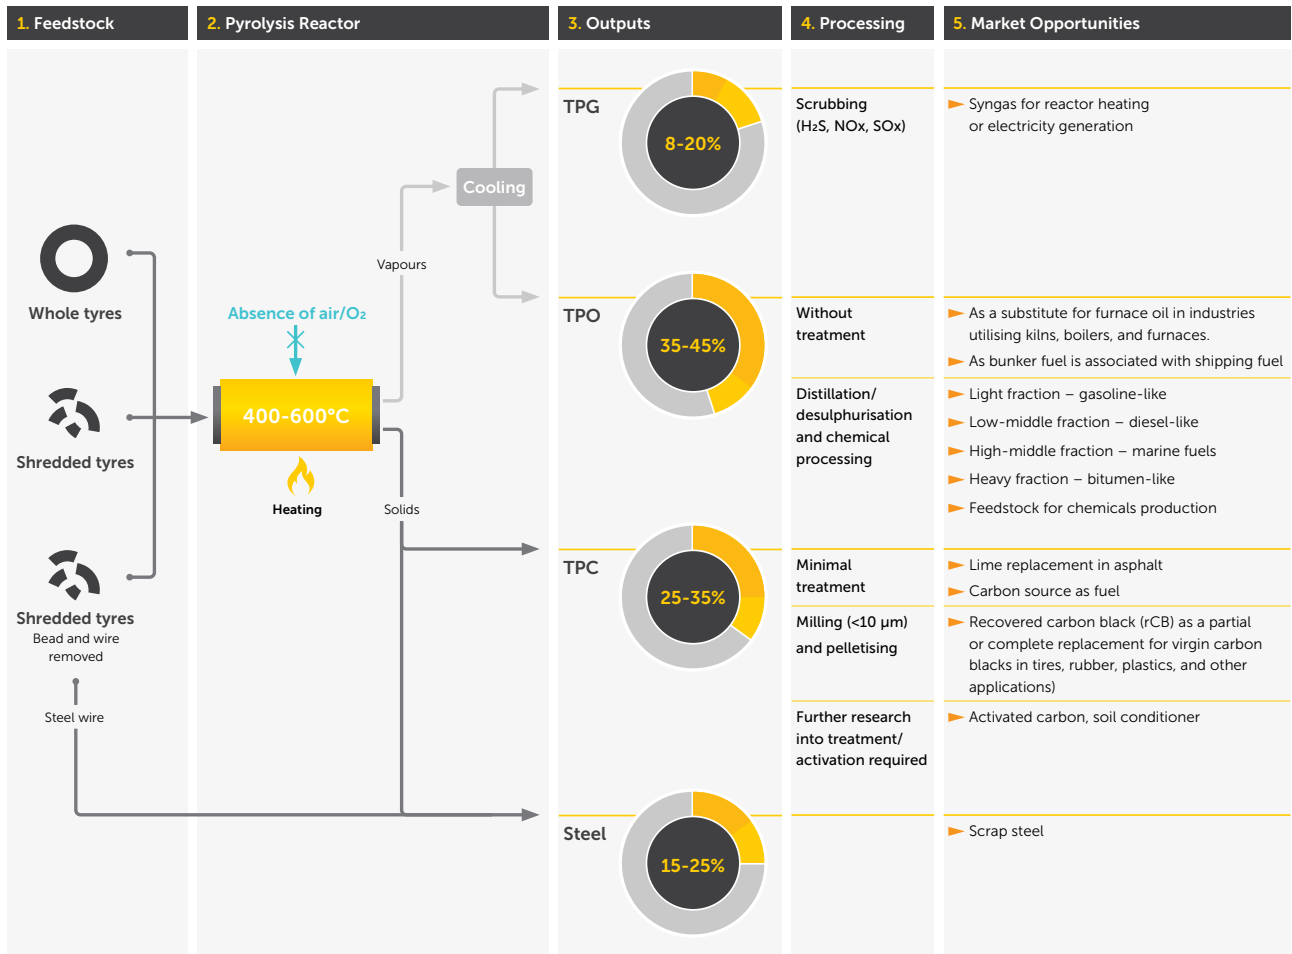 1. Feedstock
2. Pyrolysis Reactor
3. Outputs
4. Processing
5. Market Opportunities
Whole tyres
Shredded tyres
Shredded tyres
Bead and wire
removed
Steel wire
Absence of air/O₂
400-600°C
Heating
Vapours
Cooling
Solids
TPG
8-20%
Scrubbing
(H₂S, NOx, SOx)
Syngas for reactor heating
or electricity generation
TPO
35-45%
Without
treatment
As a substitute for furnace oil in industries
utilising kilns, boilers, and furnaces.
As bunker fuel is associated with shipping fuel
Distillation/
desulphurisation
and chemical
processing
Light fraction – gasoline-like
Low-middle fraction – diesel-like
High-middle fraction – marine fuels
Heavy fraction – bitumen-like
Feedstock for chemicals production
TPC
25-35%
Minimal
treatment
Lime replacement in asphalt
Carbon source as fuel
Milling (<10 µm)
and pelletising
Recovered carbon black (rCB) as a partial
or complete replacement for virgin carbon
blacks in tires, rubber, plastics, and other
applications)
Further research
into treatment/
activation required
Activated carbon, soil conditioner
Steel
15-25%
Scrap steel